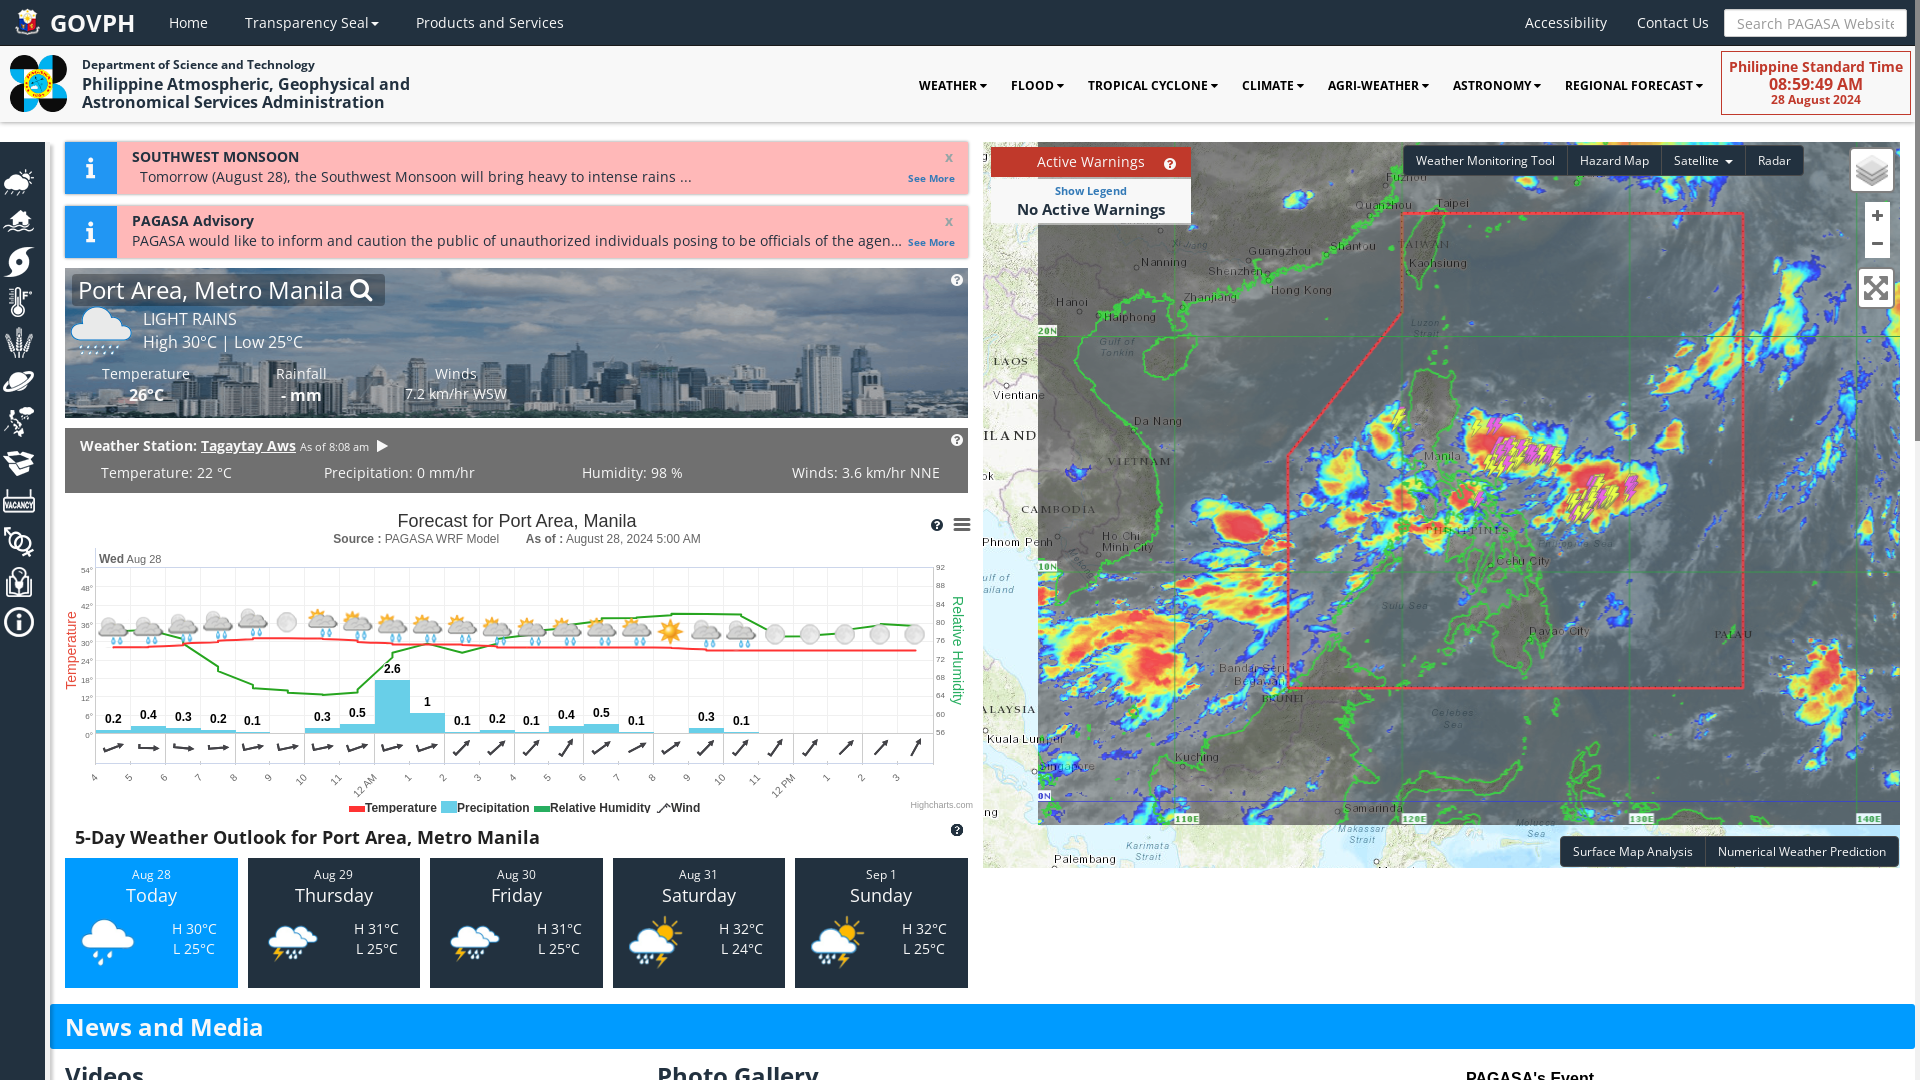 GOVPH
Home
Transparency Seal
Products and Services
Accessibility
Contact Us
Search PAGASA Website
Department of Science and Technology
Philippine Atmospheric, Geophysical and
Astronomical Services Administration
WEATHER
FLOOD
TROPICAL CYCLONE
CLIMATE
AGRI-WEATHER
ASTRONOMY
REGIONAL FORECAST
Philippine Standard Time
08:59:49 AM
28 August 2024
SOUTHWEST MONSOON
x
Tomorrow (August 28), the Southwest Monsoon will bring heavy to intense rains ...
See More
PAGASA Advisory
x
PAGASA would like to inform and caution the public of unauthorized individuals posing to be officials of the agen...
See More
Port Area, Metro Manila
LIGHT RAINS
High 30°C | Low 25°C
Temperature
26°C
Rainfall
- mm
Winds
7.2 km/hr WSW
Weather Station: Tagaytay Aws As of 8:08 am
Temperature: 22 °C
Precipitation: 0 mm/hr
Humidity: 98 %
Winds: 3.6 km/hr NNE
VACANCY
Forecast for Port Area, Manila
Source : PAGASA WRF Model
As of : August 28, 2024 5:00 AM
Wed Aug 28
Temperature
54°
48°
42°
36°
30°
24°
18°
12°
6°
0°
92
88
84
80
76
72
68
64
60
56
Relative Humidity
0.2
0.4
0.3
0.2
0.1
0.3
0.5
2.6
1
0.1
0.2
0.1
0.4
0.5
0.1
0.3
0.1
4
5
6
7
8
9
10
11
12 AM
1
2
3
4
5
6
7
8
9
10
11
12 PM
1
2
3
Temperature
Precipitation
Relative Humidity
Wind
Highcharts.com
5-Day Weather Outlook for Port Area, Metro Manila
Aug 28
Today
H 30°C
L 25°C
Aug 29
Thursday
H 31°C
L 25°C
Aug 30
Friday
H 31°C
L 25°C
Aug 31
Saturday
H 32°C
L 24°C
Sep 1
Sunday
H 32°C
L 25°C
Active Warnings
Show Legend
No Active Warnings
Weather Monitoring Tool
Hazard Map
Satellite
Radar
+
−
Fuzhou
Quanzhou
Taipei
TAIWAN
Kaohsiung
Guangzhou
Shantou
Nanning
Shenzhen
Hong Kong
Zhanjiang
Hanoi
Haiphong
20N
Gulf of
Tonkin
Luzon
Strait
LAOS
Vientiane
Da Nang
ILAND
VIETNAM
Manila
ok
CAMBODIA
Phnom Penh
Ho Chi
Minh City
PHILIPPINES
Cebu City
10N
ulf of
ailand
Sulu Sea
Davao City
PALAU
Bandar Seri
Begawan
BRUNEI
ALAYSIA
Celebes
Sea
Kuala Lumpur
Kuching
Singapore
0N
Samarinda
ng
110E
120E
130E
140E
Makassar
Strait
Molucca
Sea
Karimata
Strait
Palembang
Surface Map Analysis
Numerical Weather Prediction
News and Media
Videos
Photo Gallery
PAGASA's Event